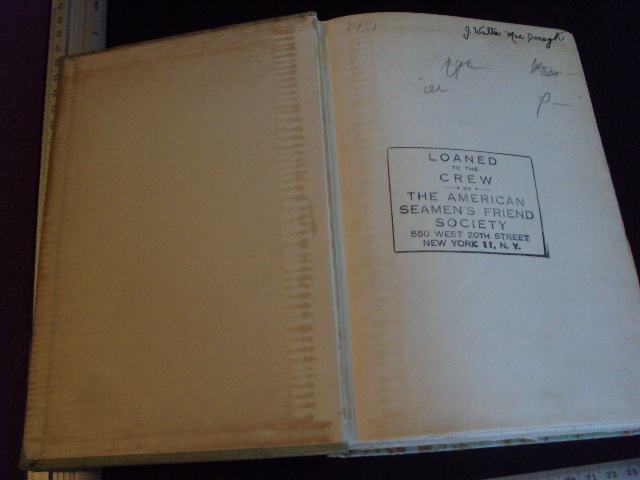 J. Walter MacDonagh
LOANED
TO THE
CREW
BY
THE AMERICAN
SEAMEN'S FRIEND
SOCIETY
550 WEST 20TH STREET
NEW YORK 11, N. Y.